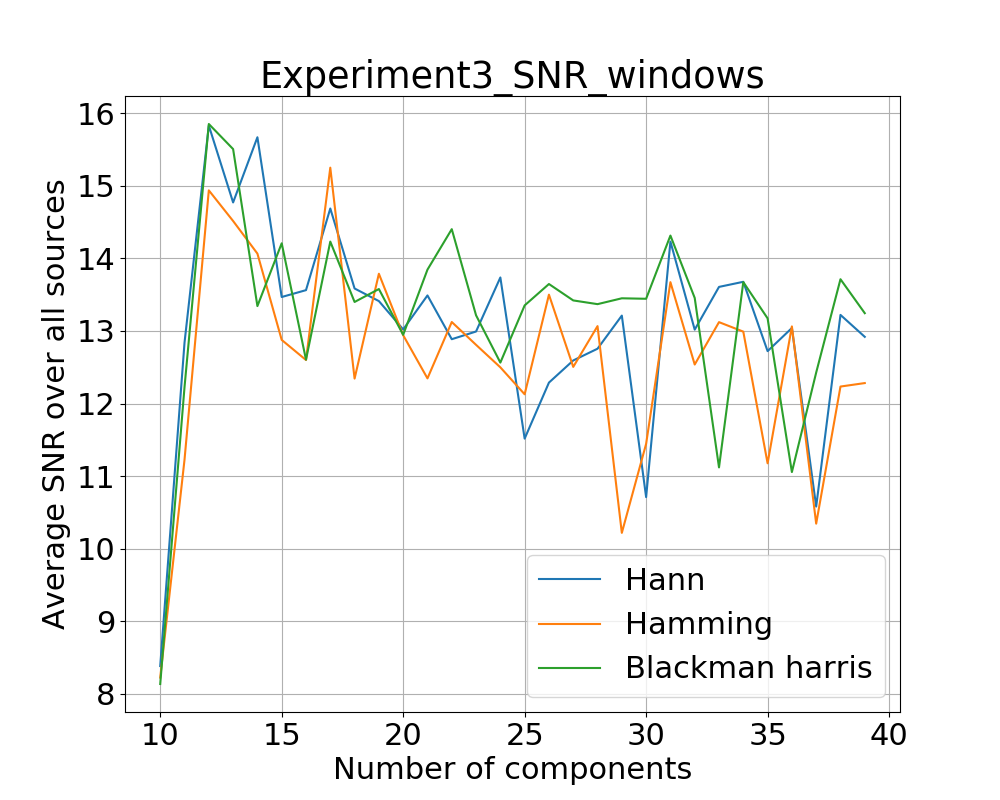 Experiment3_SNR_windows
Average SNR over all sources
16
15
14
13
12
11
10
9
8
Hann
Hamming
Blackman harris
10 15 20 25 30 35 40
Number of components